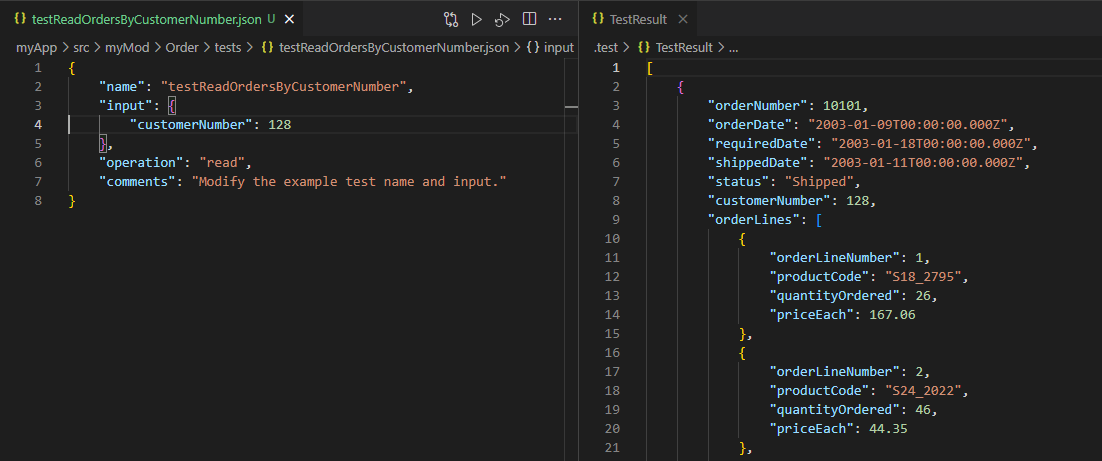 testReadOrdersByCustomerNumber.json U
myApp > src > myMod > Order > tests > {} testReadOrdersByCustomerNumber.json > {} input
1 {
2 "name": "testReadOrdersByCustomerNumber",
3 "input": {
4 "customerNumber": 128
5 },
6 "operation": "read",
7 "comments": "Modify the example test name and input."
8 }
TestResult
.test > {} TestResult > ...
1 [
2 {
3 "orderNumber": 10101,
4 "orderDate": "2003-01-09T00:00:00.000Z",
5 "requiredDate": "2003-01-18T00:00:00.000Z",
6 "shippedDate": "2003-01-11T00:00:00.000Z",
7 "status": "Shipped",
8 "customerNumber": 128,
9 "orderLines": [
10 {
11 "orderLineNumber": 1,
12 "productCode": "S18_2795",
13 "quantityOrdered": 26,
14 "priceEach": 167.06
15 },
16 {
17 "orderLineNumber": 2,
18 "productCode": "S24_2022",
19 "quantityOrdered": 46,
20 "priceEach": 44.35
21 },